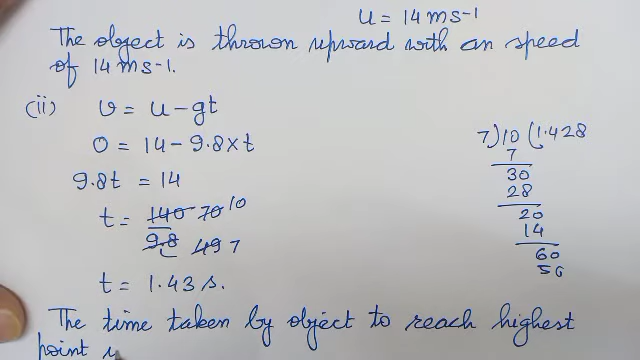 u = 14 ms-1
The object is thrown upward with an speed
of 14 ms-1.
(ii) v = u - gt
0 = 14 - 9.8 x t
9.8t = 14
t = 140 70 10
9.8 49 7
t = 1.43 s.
The time taken by object to reach highest
point
7) 10 ( 1.428
7
30
28
20
14
60
56